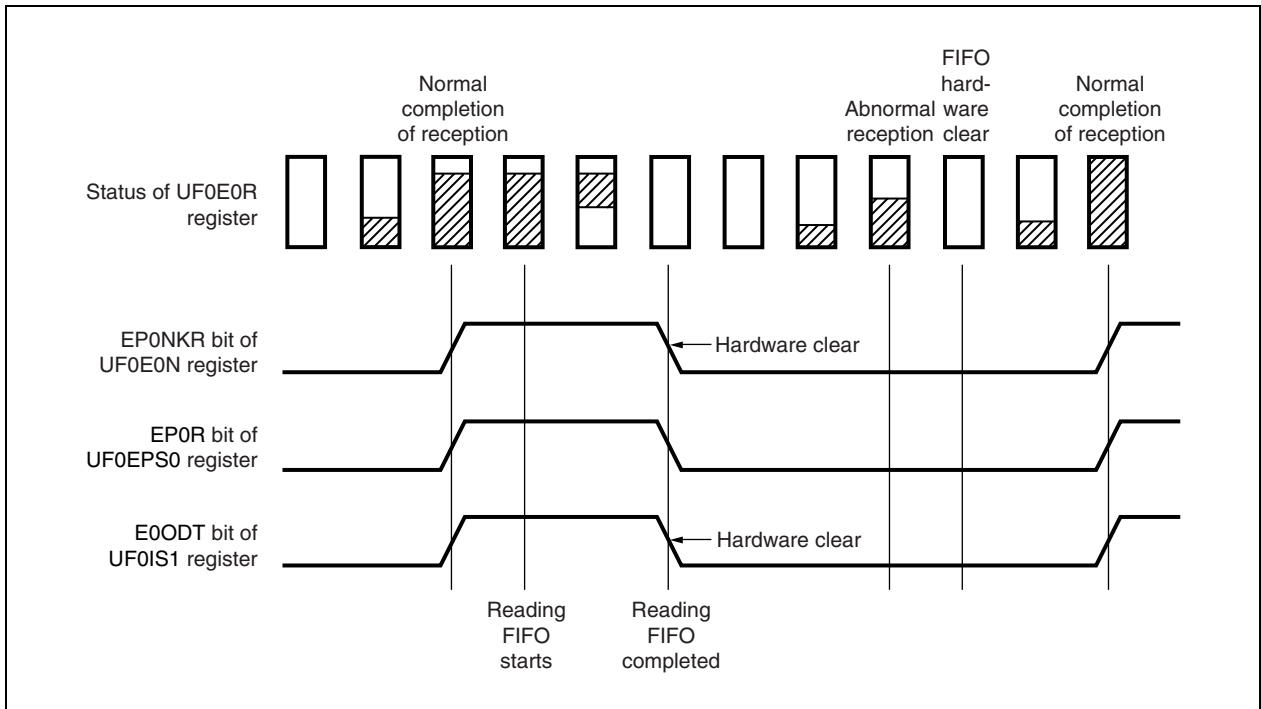 Normal
completion
of reception
Abnormal
reception
FIFO
hard-
ware
clear
Normal
completion
of reception
Status of UF0E0R
register
EP0NKR bit of
UF0E0N register
Hardware clear
EP0R bit of
UF0EPS0 register
E0ODT bit of
UF0IS1 register
Hardware clear
Reading
FIFO
starts
Reading
FIFO
completed